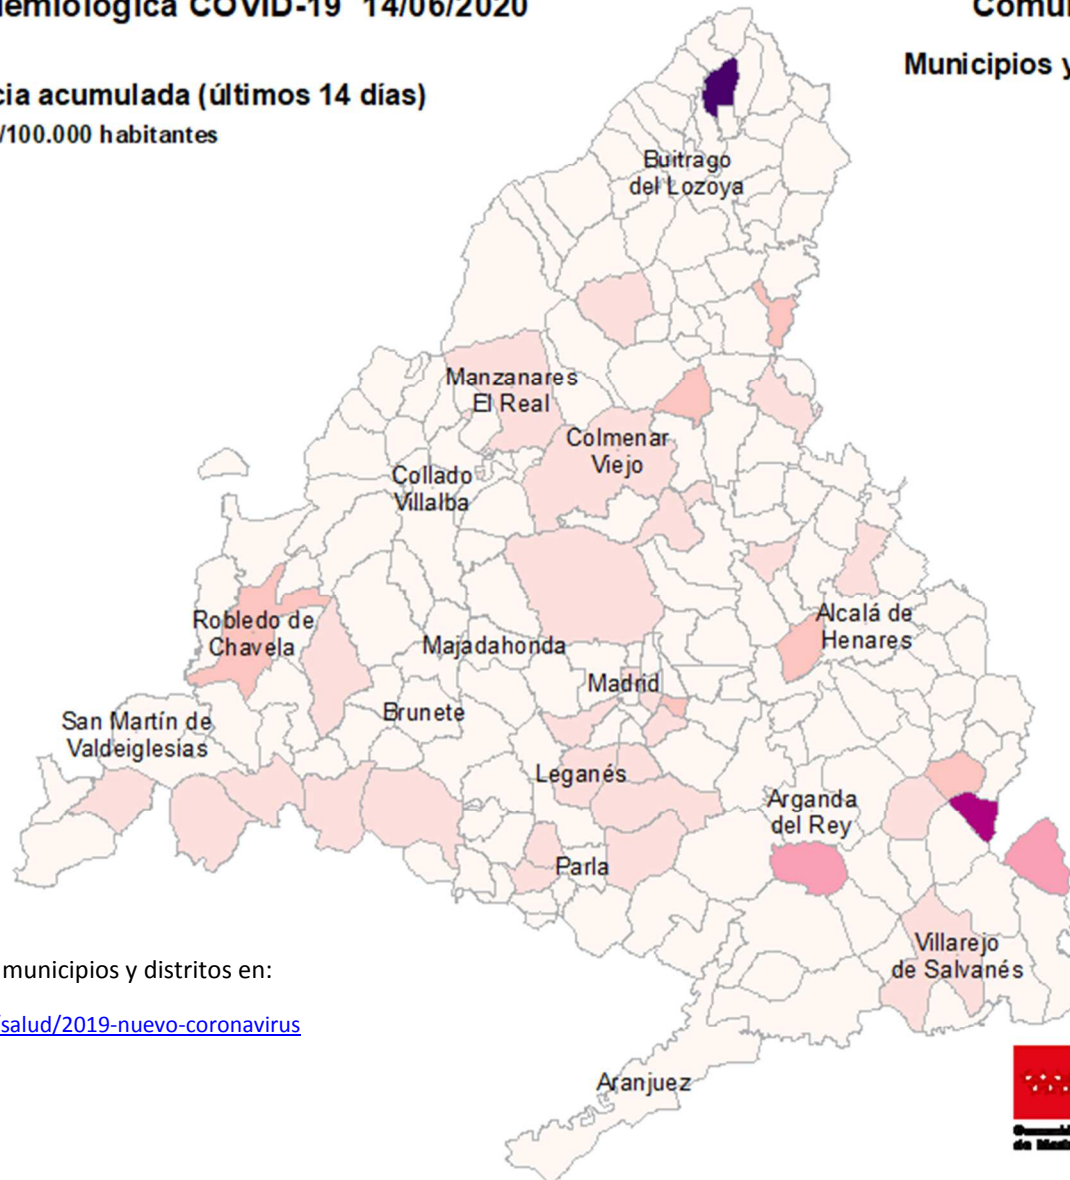 demiológica COVID-19 14/06/2020
Comu
Municipios y
cia acumulada (últimos 14 días)
/100.000 habitantes
Buitrago
del Lozoya
Manzanares
El Real
Colmenar
Viejo
Collado
Villalba
Robledo de
Chavela
Alcalá de
Henares
Majadahonda
Madrid
Brunete
San Martín de
Valdeiglesias
Leganés
Arganda
del Rey
Parla
Villarejo
de Salvanés
municipios y distritos en:
/salud/2019-nuevo-coronavirus
Aranjuez